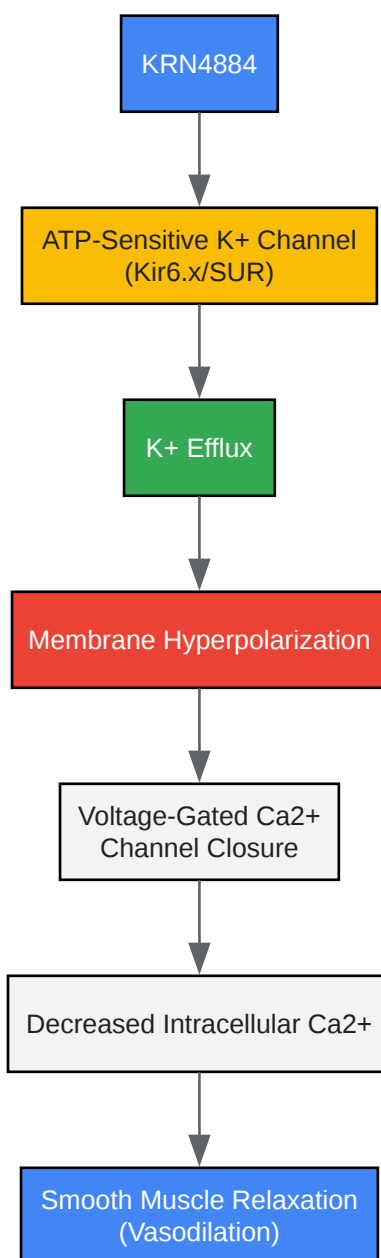 KRN4884
ATP-Sensitive K+ Channel
(Kir6.x/SUR)
K+ Efflux
Membrane Hyperpolarization
Voltage-Gated Ca2+
Channel Closure
Decreased Intracellular Ca2+
Smooth Muscle Relaxation
(Vasodilation)